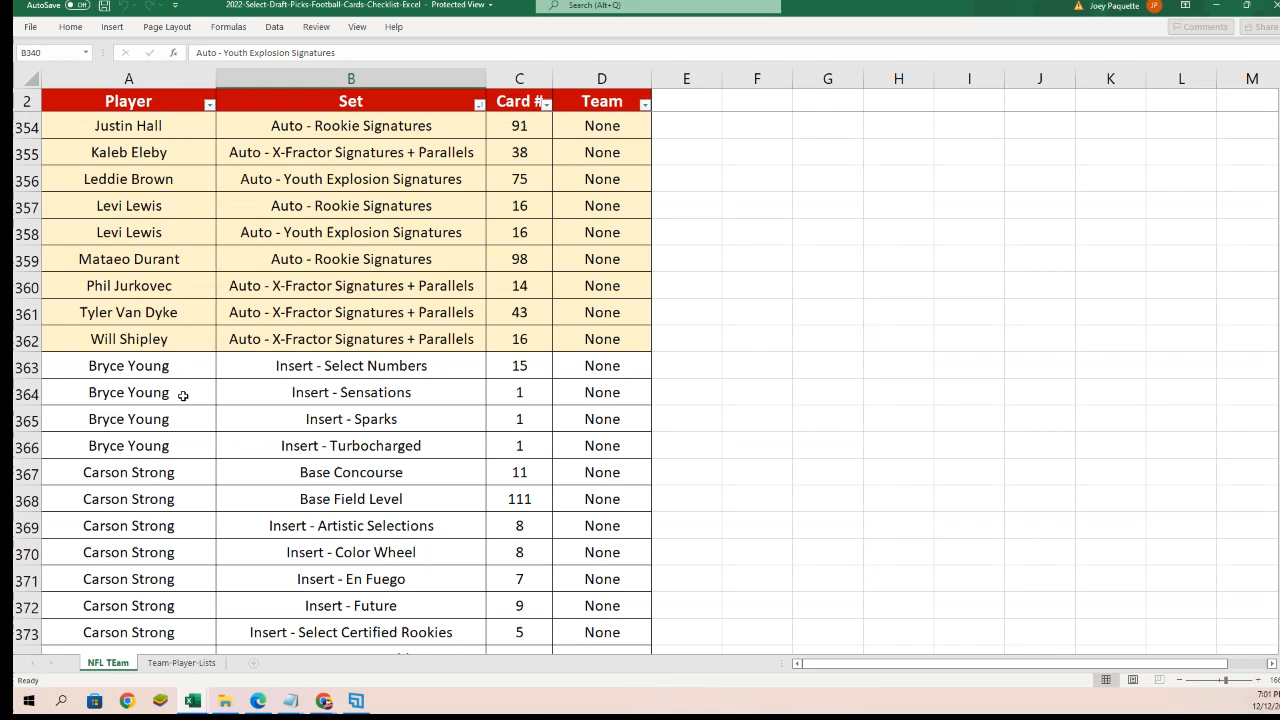 AutoSave Off 2022-Select-Draft-Picks-Football-Cards-Checklist-Excel - Protected View Search (Alt+Q) Joey Paquette JP
File Home Insert Page Layout Formulas Data Review View Help Comments Share
B340 fx Auto - Youth Explosion Signatures
A B C D E F G H I J K L M
2 Player Set Card # Team
354 Justin Hall Auto - Rookie Signatures 91 None
355 Kaleb Eleby Auto - X-Fractor Signatures + Parallels 38 None
356 Leddie Brown Auto - Youth Explosion Signatures 75 None
357 Levi Lewis Auto - Rookie Signatures 16 None
358 Levi Lewis Auto - Youth Explosion Signatures 16 None
359 Mataeo Durant Auto - Rookie Signatures 98 None
360 Phil Jurkovec Auto - X-Fractor Signatures + Parallels 14 None
361 Tyler Van Dyke Auto - X-Fractor Signatures + Parallels 43 None
362 Will Shipley Auto - X-Fractor Signatures + Parallels 16 None
363 Bryce Young Insert - Select Numbers 15 None
364 Bryce Young Insert - Sensations 1 None
365 Bryce Young Insert - Sparks 1 None
366 Bryce Young Insert - Turbocharged 1 None
367 Carson Strong Base Concourse 11 None
368 Carson Strong Base Field Level 111 None
369 Carson Strong Insert - Artistic Selections 8 None
370 Carson Strong Insert - Color Wheel 8 None
371 Carson Strong Insert - En Fuego 7 None
372 Carson Strong Insert - Future 9 None
373 Carson Strong Insert - Select Certified Rookies 5 None
NFL TEam Team-Player-Lists
Ready
7:01
12/12/